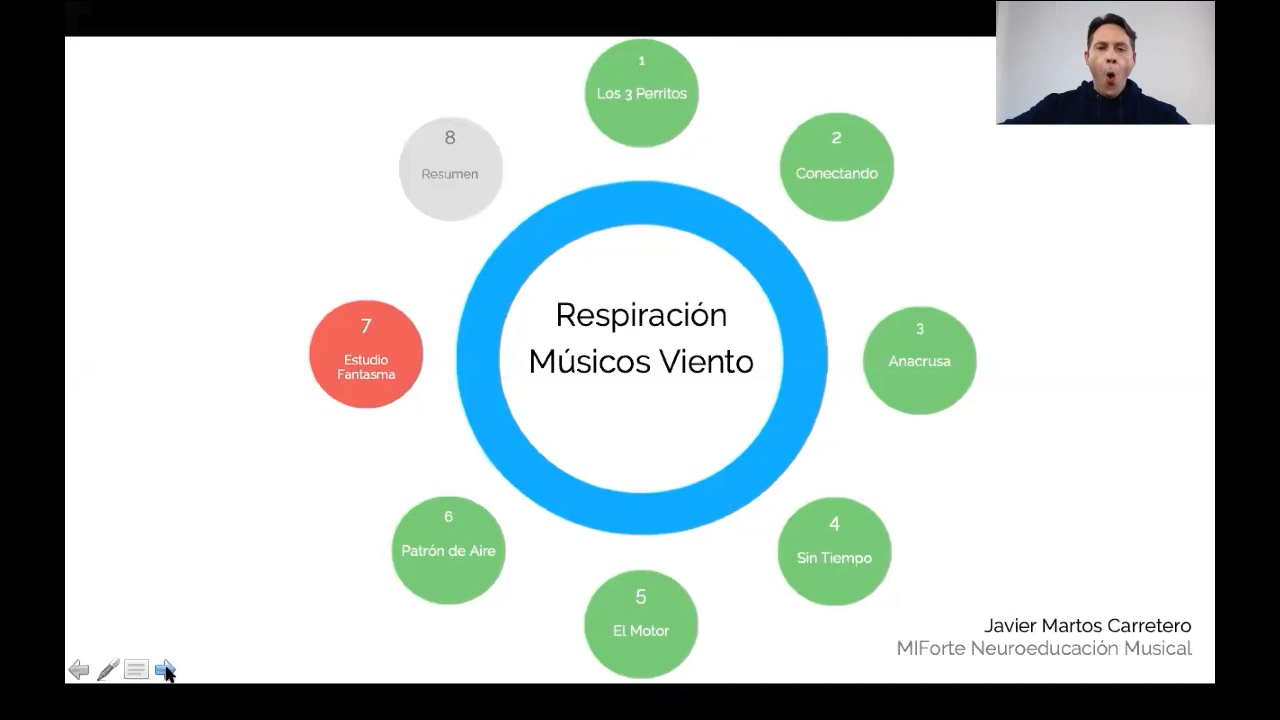 1
Los 3 Perritos
2
Conectando
3
Anacrusa
4
Sin Tiempo
5
El Motor
6
Patrón de Aire
7
Estudio
Fantasma
8
Resumen
Respiración
Músicos Viento
Javier Martos Carretero
MIForte Neuroeducación Musical